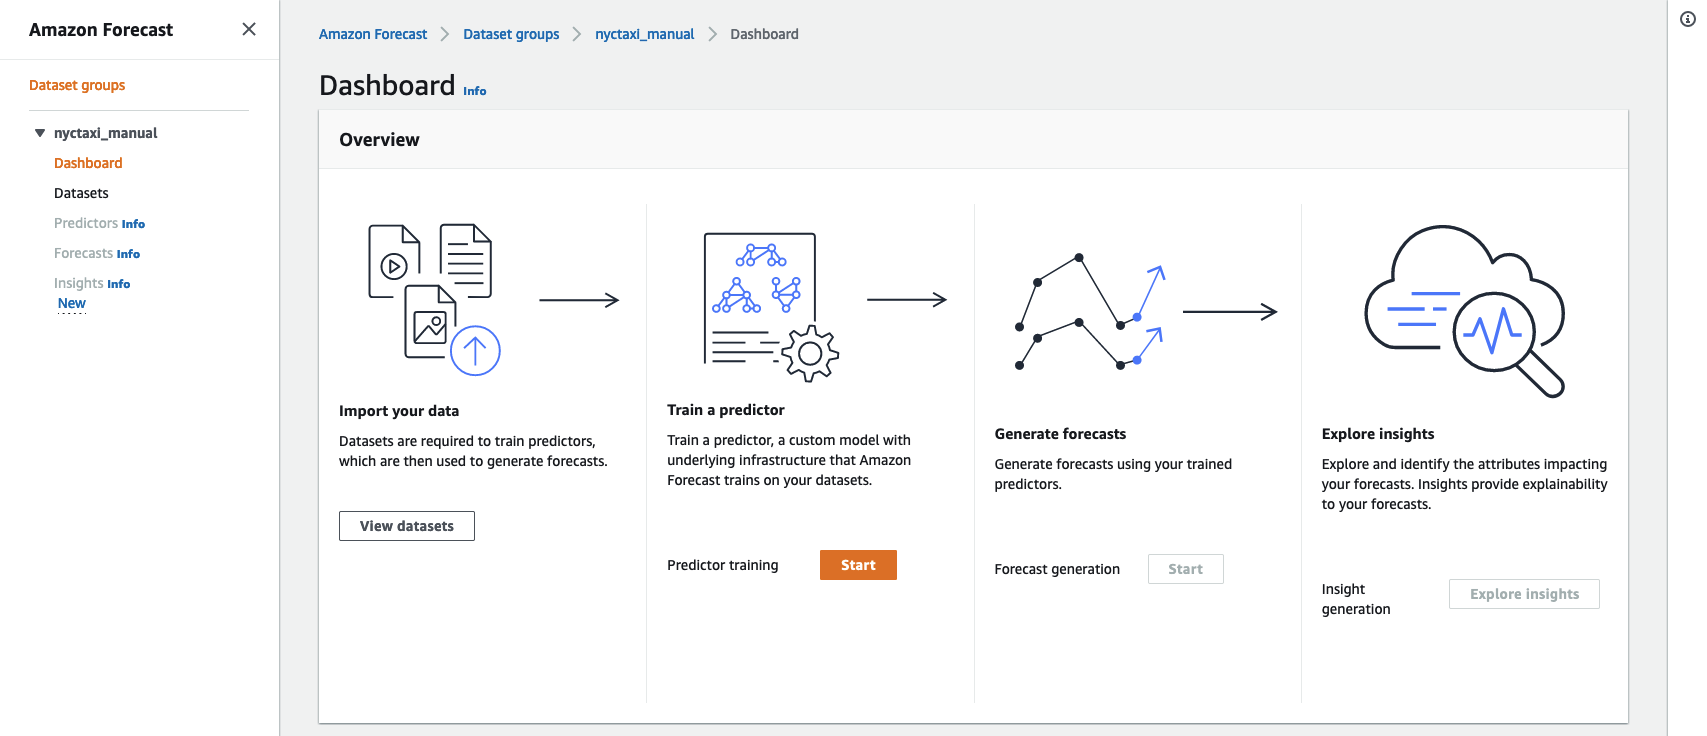 Amazon Forecast
Dataset groups
nyctaxi_manual
Dashboard
Datasets
Predictors Info
Forecasts Info
Insights Info
New
Amazon Forecast
Dataset groups
nyctaxi_manual
Dashboard
Dashboard Info
Overview
Import your data
Datasets are required to train predictors,
which are then used to generate forecasts.
View datasets
Train a predictor
Train a predictor, a custom model with
underlying infrastructure that Amazon
Forecast trains on your datasets.
Predictor training
Start
Generate forecasts
Generate forecasts using your trained
predictors.
Forecast generation
Start
Explore insights
Explore and identify the attributes impacting
your forecasts. Insights provide explainability
to your forecasts.
Insight
generation
Explore insights